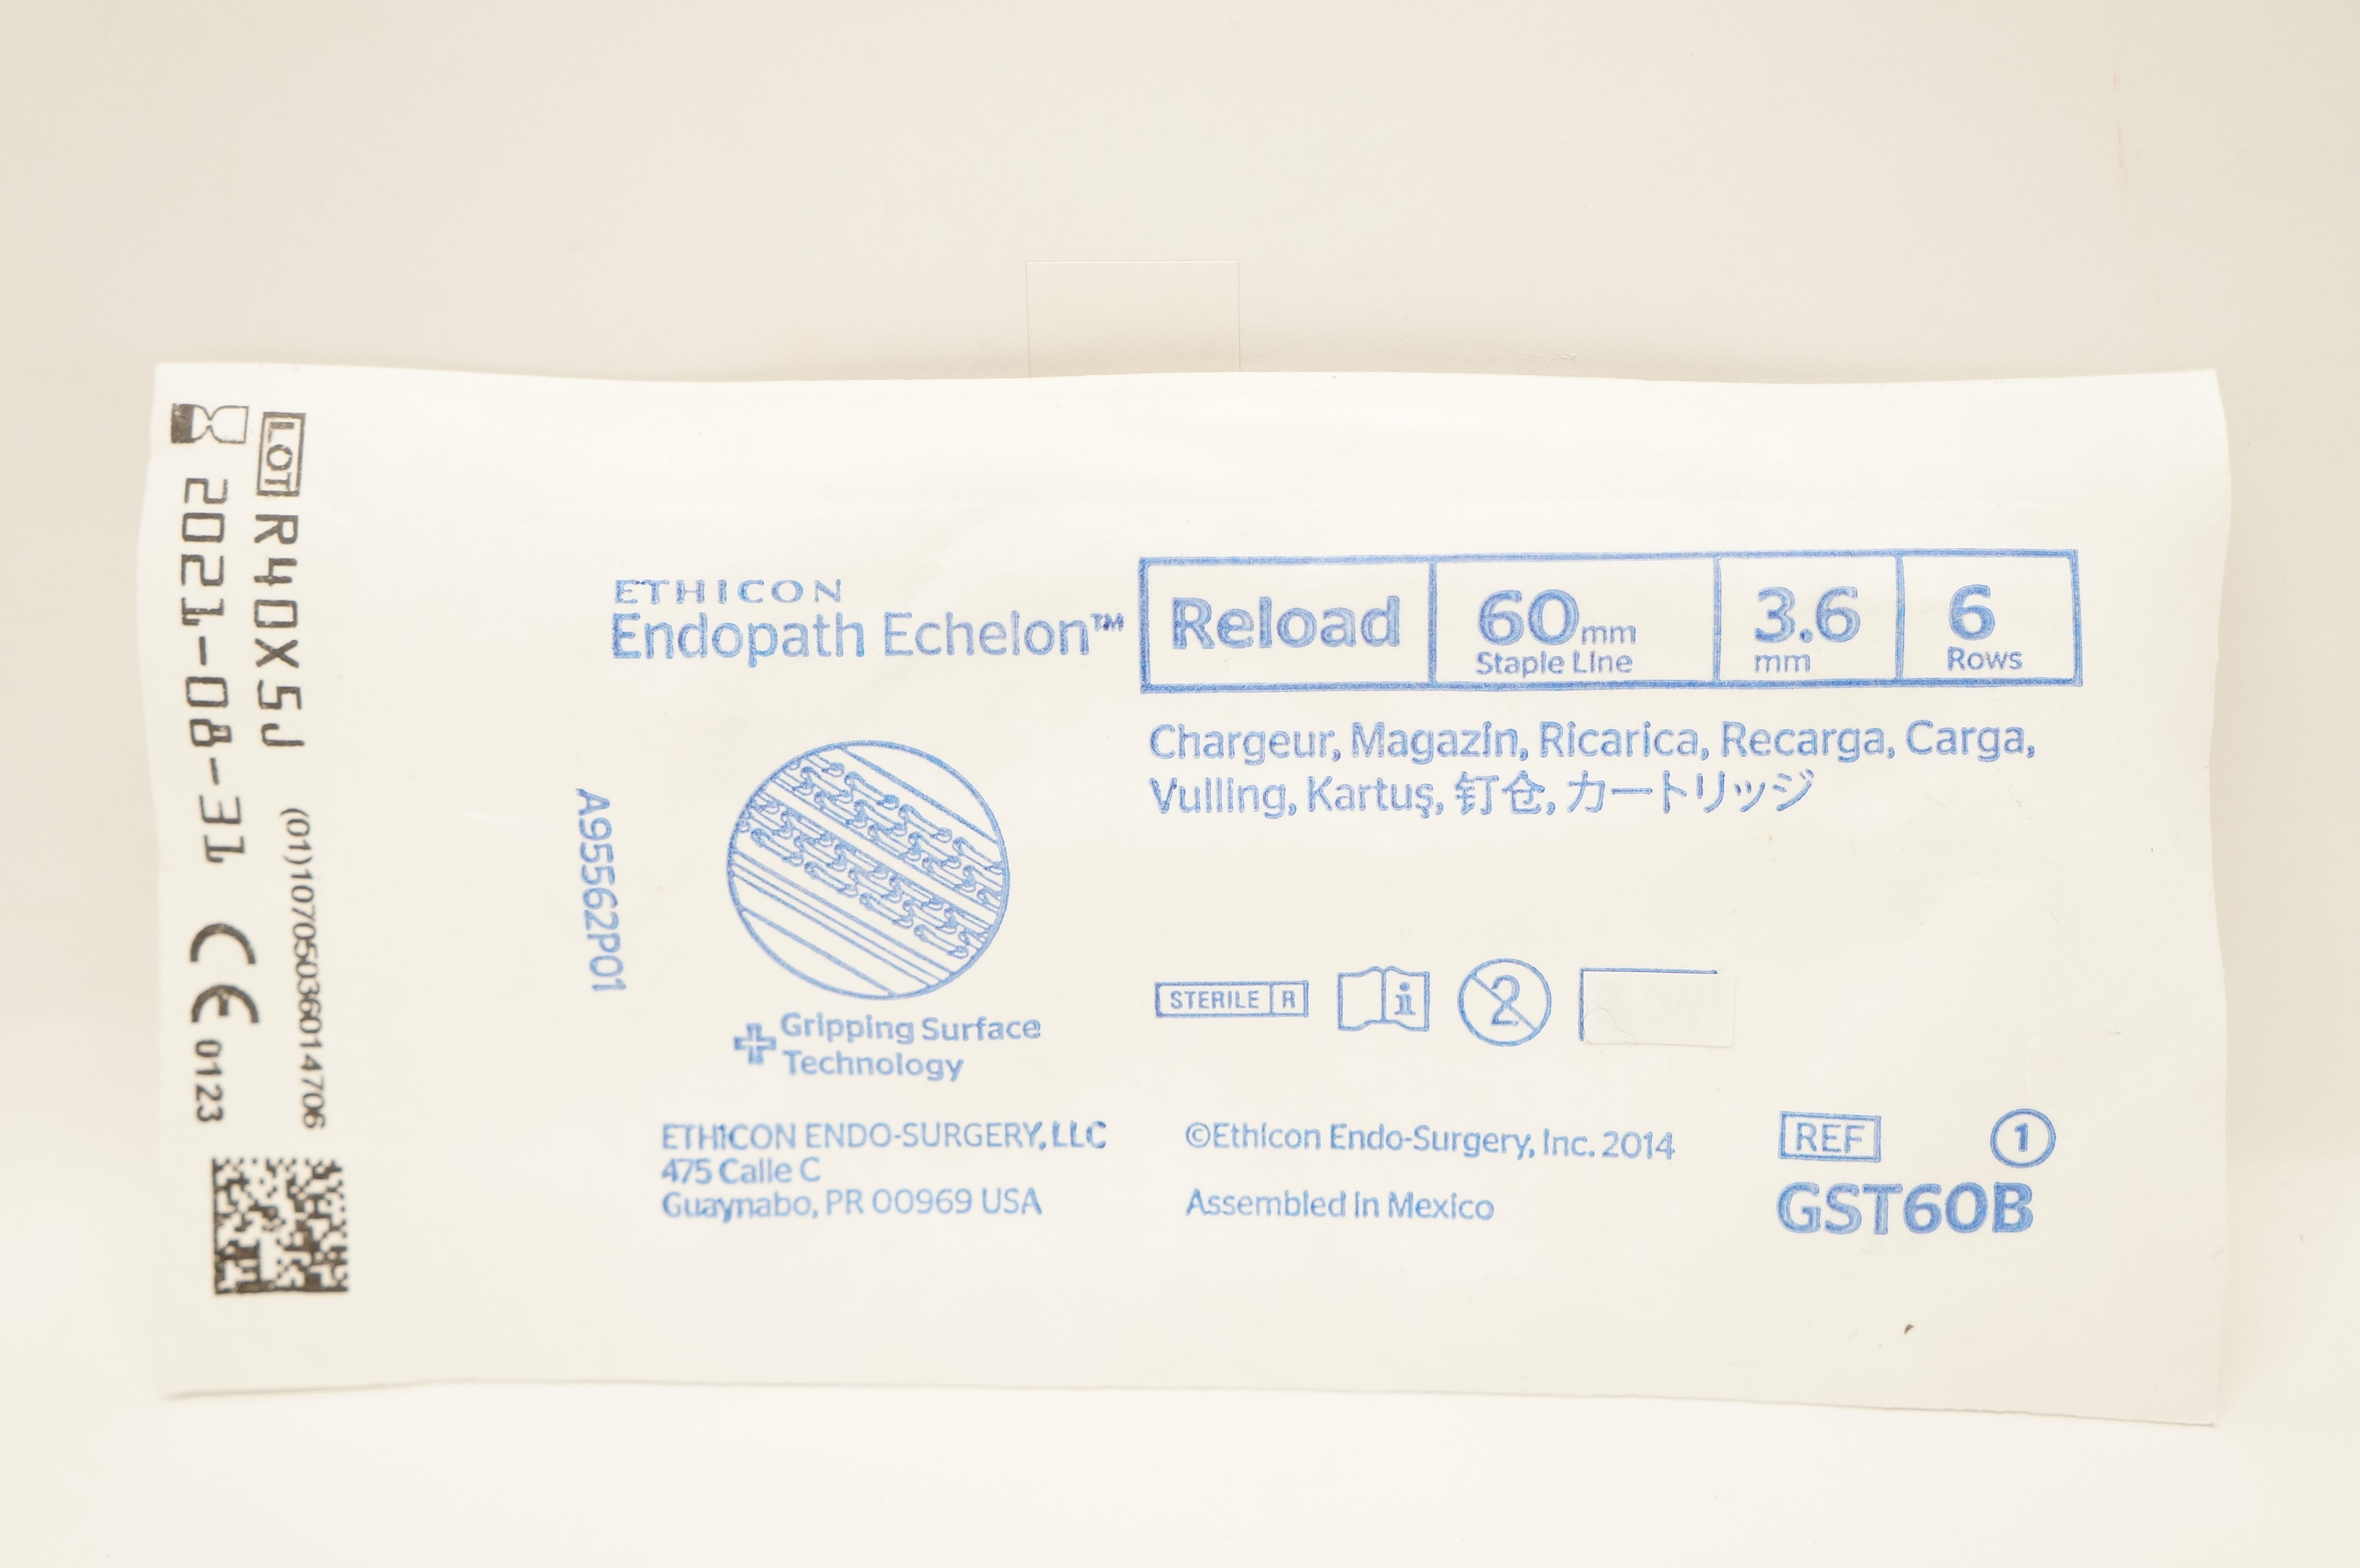 LOT R40X5J (01)10705036014706
2021-08-31 CE 0123
A95562P01
ETHICON
Endopath Echelon™
Reload
60mm
Staple Line
3.6
mm
6
Rows
Chargeur, Magazin, Ricarica, Recarga, Carga,
Vulling, Kartuş, 钉仓, カートリッジ
Gripping Surface
Technology
STERILE R
i
2
ETHICON ENDO-SURGERY, LLC
475 Calle C
Guaynabo, PR 00969 USA
©Ethicon Endo-Surgery, Inc. 2014
Assembled in Mexico
REF
1
GST60B